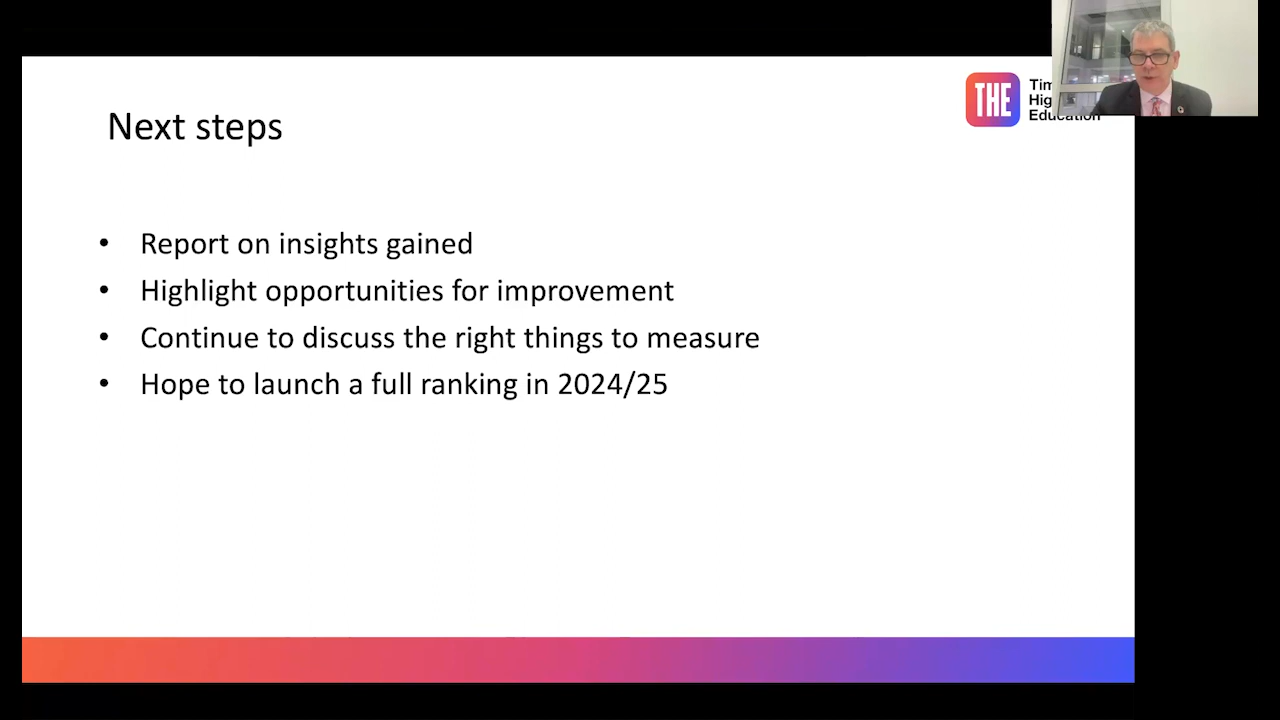 Next steps
THE
Tim
Hig
Education
• Report on insights gained
• Highlight opportunities for improvement
• Continue to discuss the right things to measure
• Hope to launch a full ranking in 2024/25